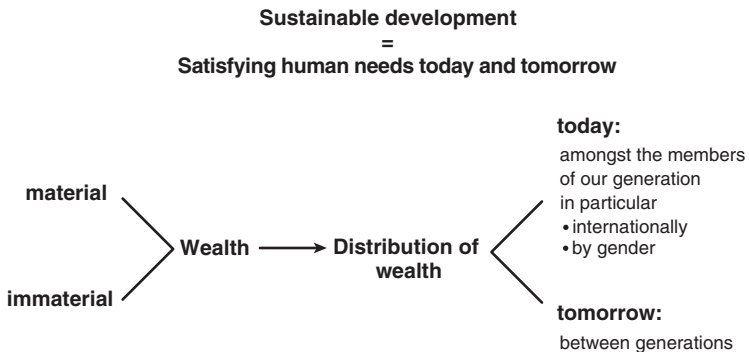 Sustainable development
=
Satisfying human needs today and tomorrow
material
immaterial
Wealth
Distribution of
wealth
today:
amongst the members
of our generation
in particular
• internationally
• by gender
tomorrow:
between generations